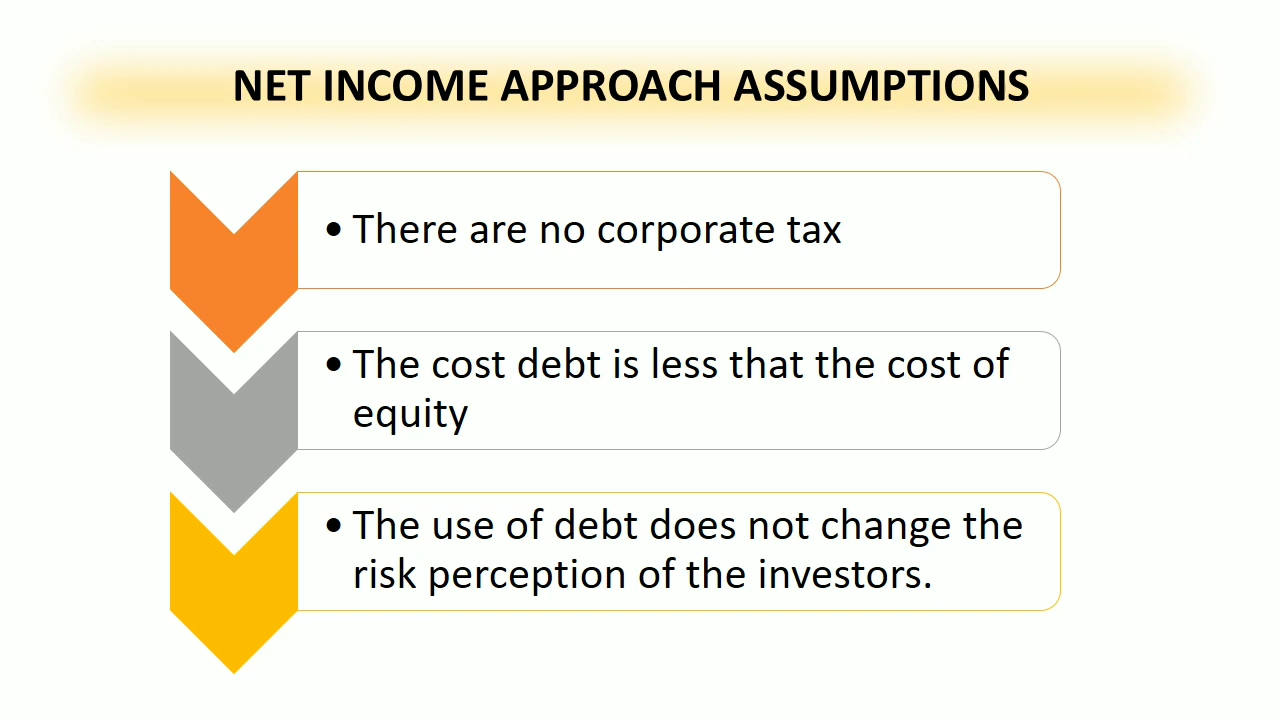 NET INCOME APPROACH ASSUMPTIONS
• There are no corporate tax
• The cost debt is less that the cost of
equity
• The use of debt does not change the
risk perception of the investors.